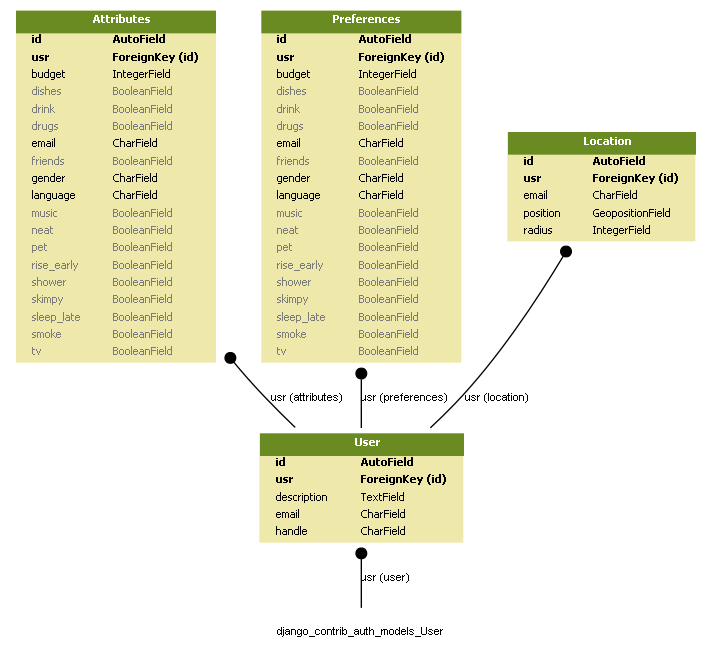 Attributes
id AutoField
usr ForeignKey (id)
budget IntegerField
dishes BooleanField
drink BooleanField
drugs BooleanField
email CharField
friends BooleanField
gender CharField
language CharField
music BooleanField
neat BooleanField
pet BooleanField
rise_early BooleanField
shower BooleanField
skimpy BooleanField
sleep_late BooleanField
smoke BooleanField
tv BooleanField
Preferences
id AutoField
usr ForeignKey (id)
budget IntegerField
dishes BooleanField
drink BooleanField
drugs BooleanField
email CharField
friends BooleanField
gender CharField
language CharField
music BooleanField
neat BooleanField
pet BooleanField
rise_early BooleanField
shower BooleanField
skimpy BooleanField
sleep_late BooleanField
smoke BooleanField
tv BooleanField
Location
id AutoField
usr ForeignKey (id)
email CharField
position GeopositionField
radius IntegerField
usr (attributes)
usr (preferences)
usr (location)
User
id AutoField
usr ForeignKey (id)
description TextField
email CharField
handle CharField
usr (user)
django_contrib_auth_models_User